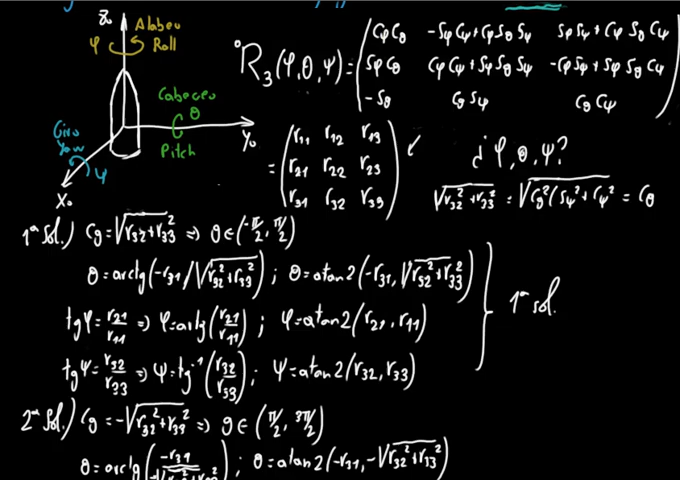 Z₀ Alabeo
φ Roll
Cabeceo
θ
Pitch
Y₀
Giro
Yaw
ψ
X₀
⁰R₃(φ,θ,ψ) = ( CφCθ -SφCψ+CφSθSψ SφSψ+CφSθCψ
SφCθ CφCψ+SφSθSψ -CφSψ+SφSθCψ
-Sθ CθSψ CθCψ )
= ( r11 r12 r13
r21 r22 r23
r31 r32 r33 ) ✓
¿φ,θ,ψ?
√(r32²+r33²) = √(Cθ²(Sψ²+Cψ²) = Cθ
1ª sol.) Cθ=√(r32²+r33²) ⇒ θ∈(-π/2, π/2)
θ=arctg(-r31/√(r32²+r33²)) ; θ=atan2(-r31, √(r32²+r33²))
tgφ=r21/r11 ⇒ φ=arctg(r21/r11) ; φ=atan2(r21, r11)
tgψ=r32/r33 ⇒ ψ=tg⁻¹(r32/r33) ; ψ=atan2(r32, r33)
} 1ª sol.
2ª sol.) Cθ=-√(r32²+r33²) ⇒ θ∈(π/2, 3π/2)
θ=arctg(-r31/-√(r32²+r33²)) ; θ=atan2(-r31, -√(r32²+r33²))